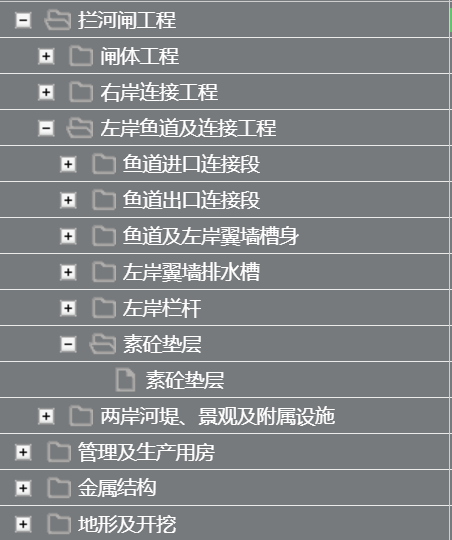 拦河闸工程
闸体工程
右岸连接工程
左岸鱼道及连接工程
鱼道进口连接段
鱼道出口连接段
鱼道及左岸翼墙槽身
左岸翼墙排水槽
左岸栏杆
素砼垫层
素砼垫层
两岸河堤、景观及附属设施
管理及生产用房
金属结构
地形及开挖